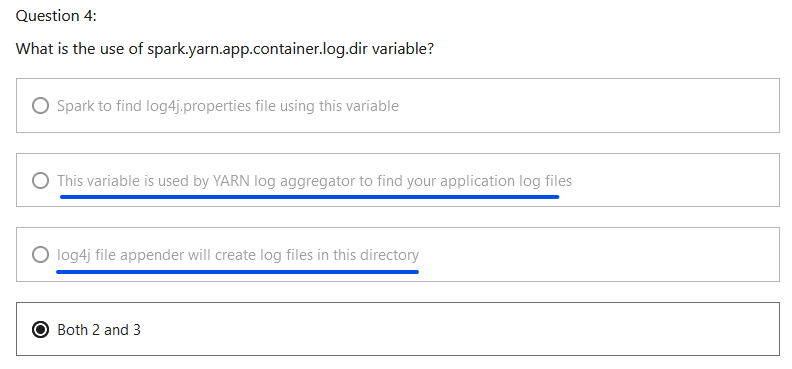 Question 4:
What is the use of spark.yarn.app.container.log.dir variable?
Spark to find log4j.properties file using this variable
This variable is used by YARN log aggregator to find your application log files
log4j file appender will create log files in this directory
Both 2 and 3